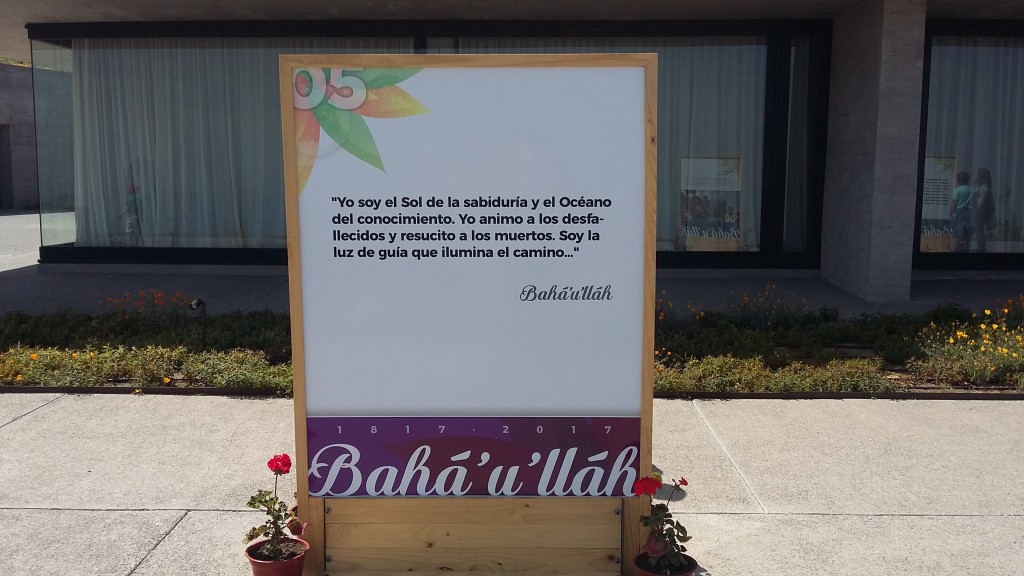 05
"Yo soy el Sol de la sabiduría y el Océano
del conocimiento. Yo animo a los desfa-
llecidos y resucito a los muertos. Soy la
luz de guía que ilumina el camino..."
Bahá'u'lláh
1817·2017
Bahá'u'lláh